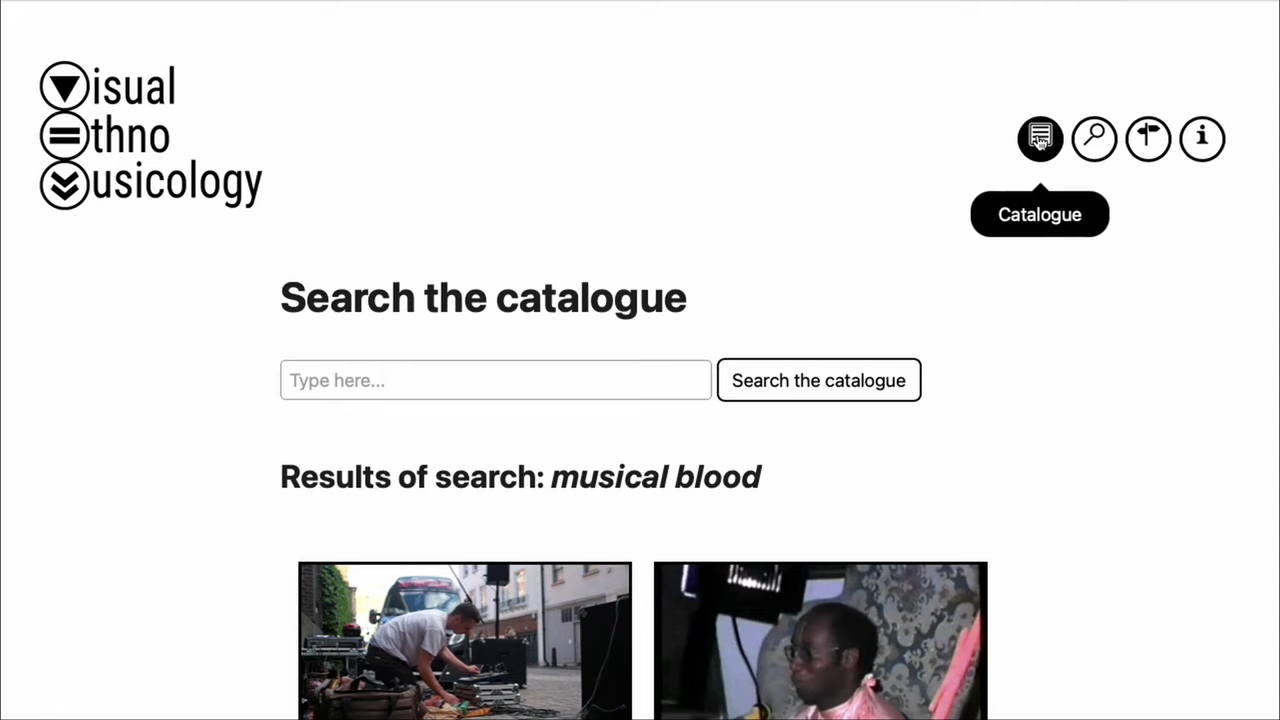 isual
thno
usicology
Catalogue
Search the catalogue
Type here...
Search the catalogue
Results of search: musical blood